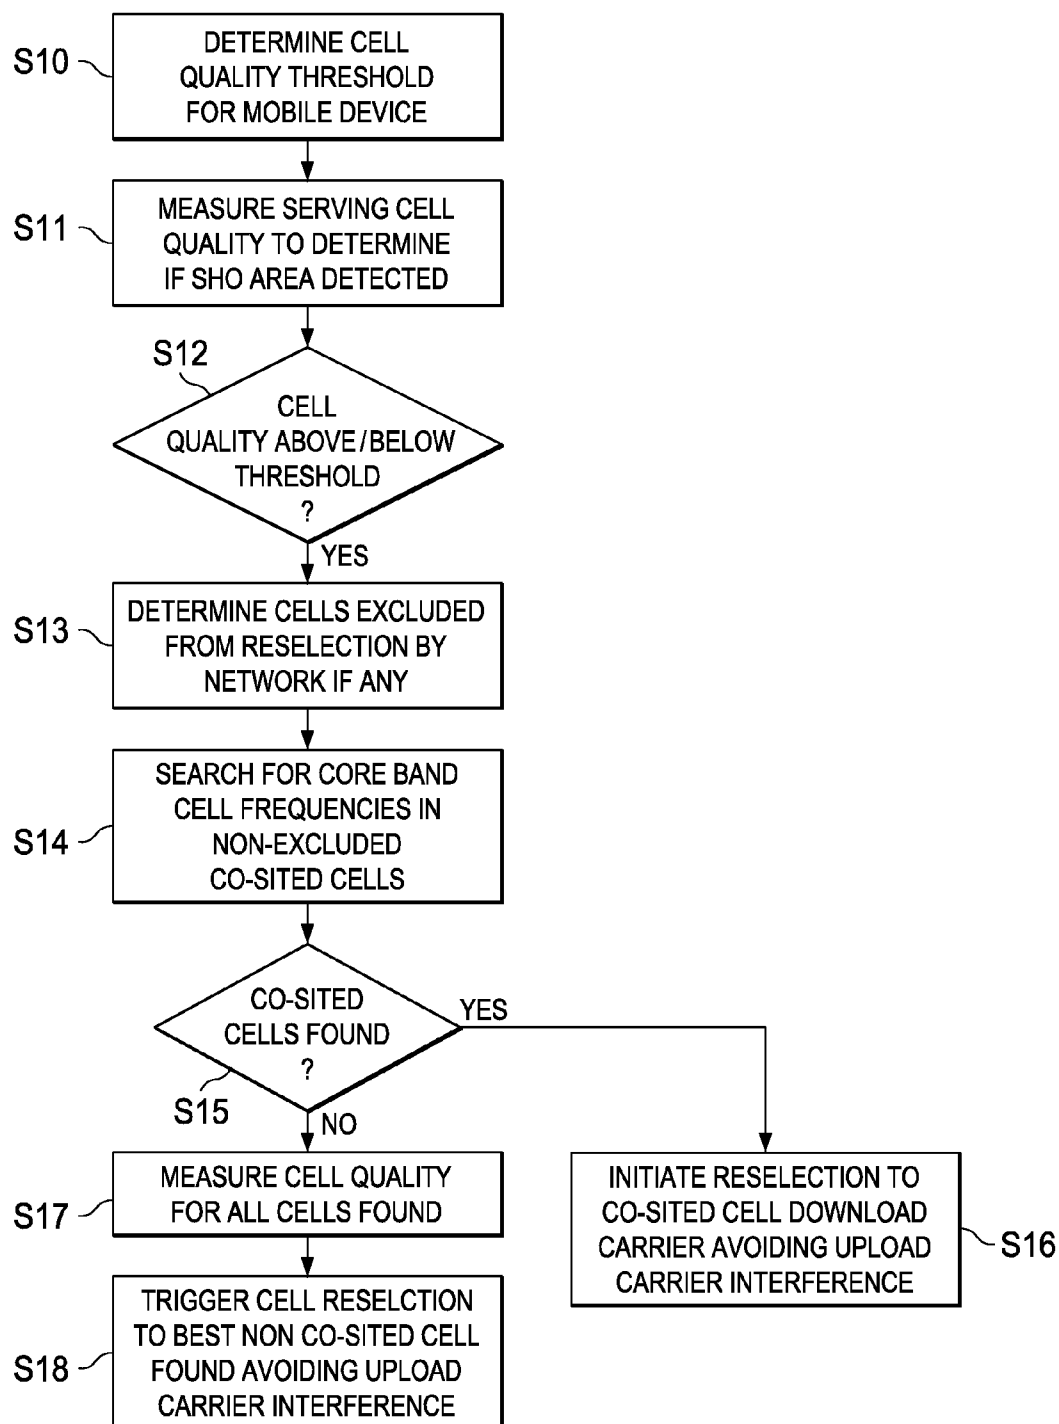 S10
DETERMINE CELL
QUALITY THRESHOLD
FOR MOBILE DEVICE
S11
MEASURE SERVING CELL
QUALITY TO DETERMINE
IF SHO AREA DETECTED
S12
CELL
QUALITY ABOVE/BELOW
THRESHOLD
?
YES
S13
DETERMINE CELLS EXCLUDED
FROM RESELECTION BY
NETWORK IF ANY
S14
SEARCH FOR CORE BAND
CELL FREQUENCIES IN
NON-EXCLUDED
CO-SITED CELLS
CO-SITED
CELLS FOUND
?
S15
YES
NO
S17
MEASURE CELL QUALITY
FOR ALL CELLS FOUND
INITIATE RESELECTION TO
CO-SITED CELL DOWNLOAD
CARRIER AVOIDING UPLOAD
CARRIER INTERFERENCE
S16
S18
TRIGGER CELL RESELCTION
TO BEST NON CO-SITED CELL
FOUND AVOIDING UPLOAD
CARRIER INTERFERENCE